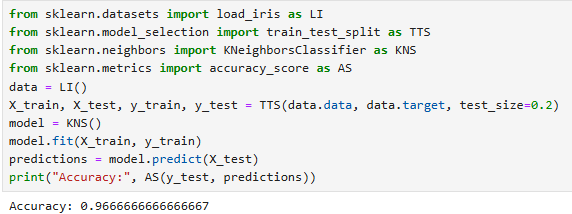 from sklearn.datasets import load_iris as LI
from sklearn.model_selection import train_test_split as TTS
from sklearn.neighbors import KNeighborsClassifier as KNS
from sklearn.metrics import accuracy_score as AS
data = LI()
X_train, X_test, y_train, y_test = TTS(data.data, data.target, test_size=0.2)
model = KNS()
model.fit(X_train, y_train)
predictions = model.predict(X_test)
print("Accuracy:", AS(y_test, predictions))
Accuracy: 0.9666666666666667